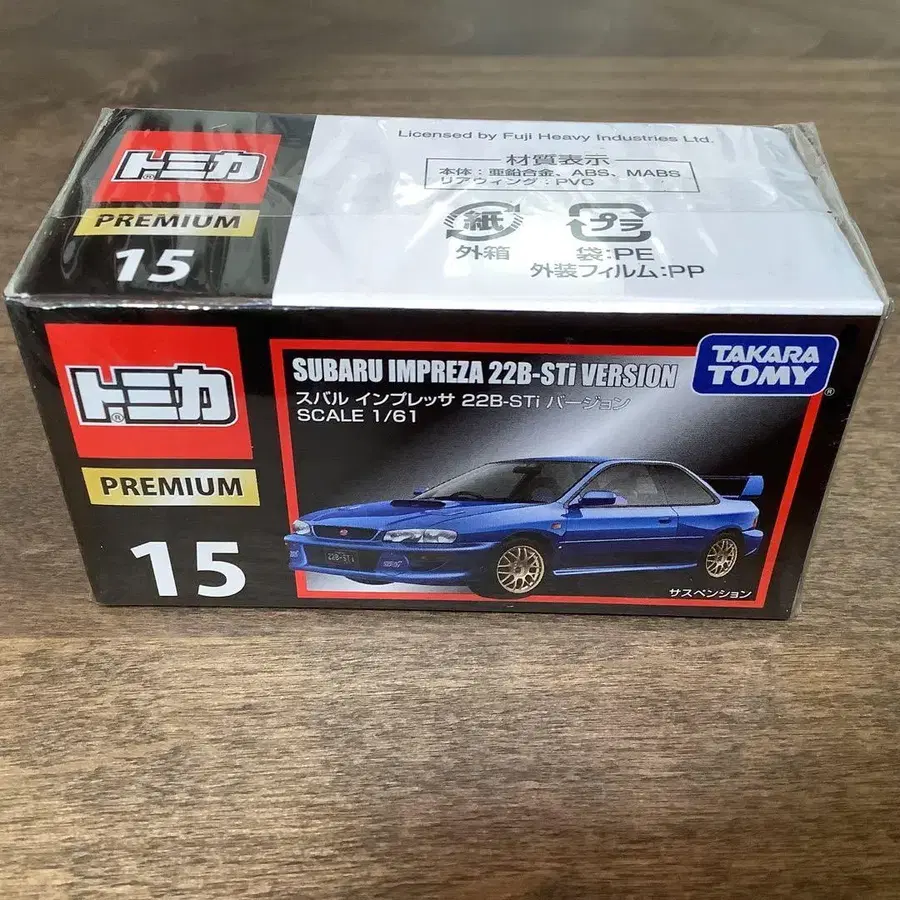 トミカ
PREMIUM
15
Licensed by Fuji Heavy Industries Ltd.
材質表示
本体：亜鉛合金、ABS、MABS
リアウィング：PVC
紙
プラ
外箱
袋:PE
外装フィルム:PP
トミカ
PREMIUM
15
SUBARU IMPREZA 22B-STi VERSION
スバル インプレッサ 22B-STi バージョン
SCALE 1/61
TAKARA
TOMY
22B-STi
サスペンション